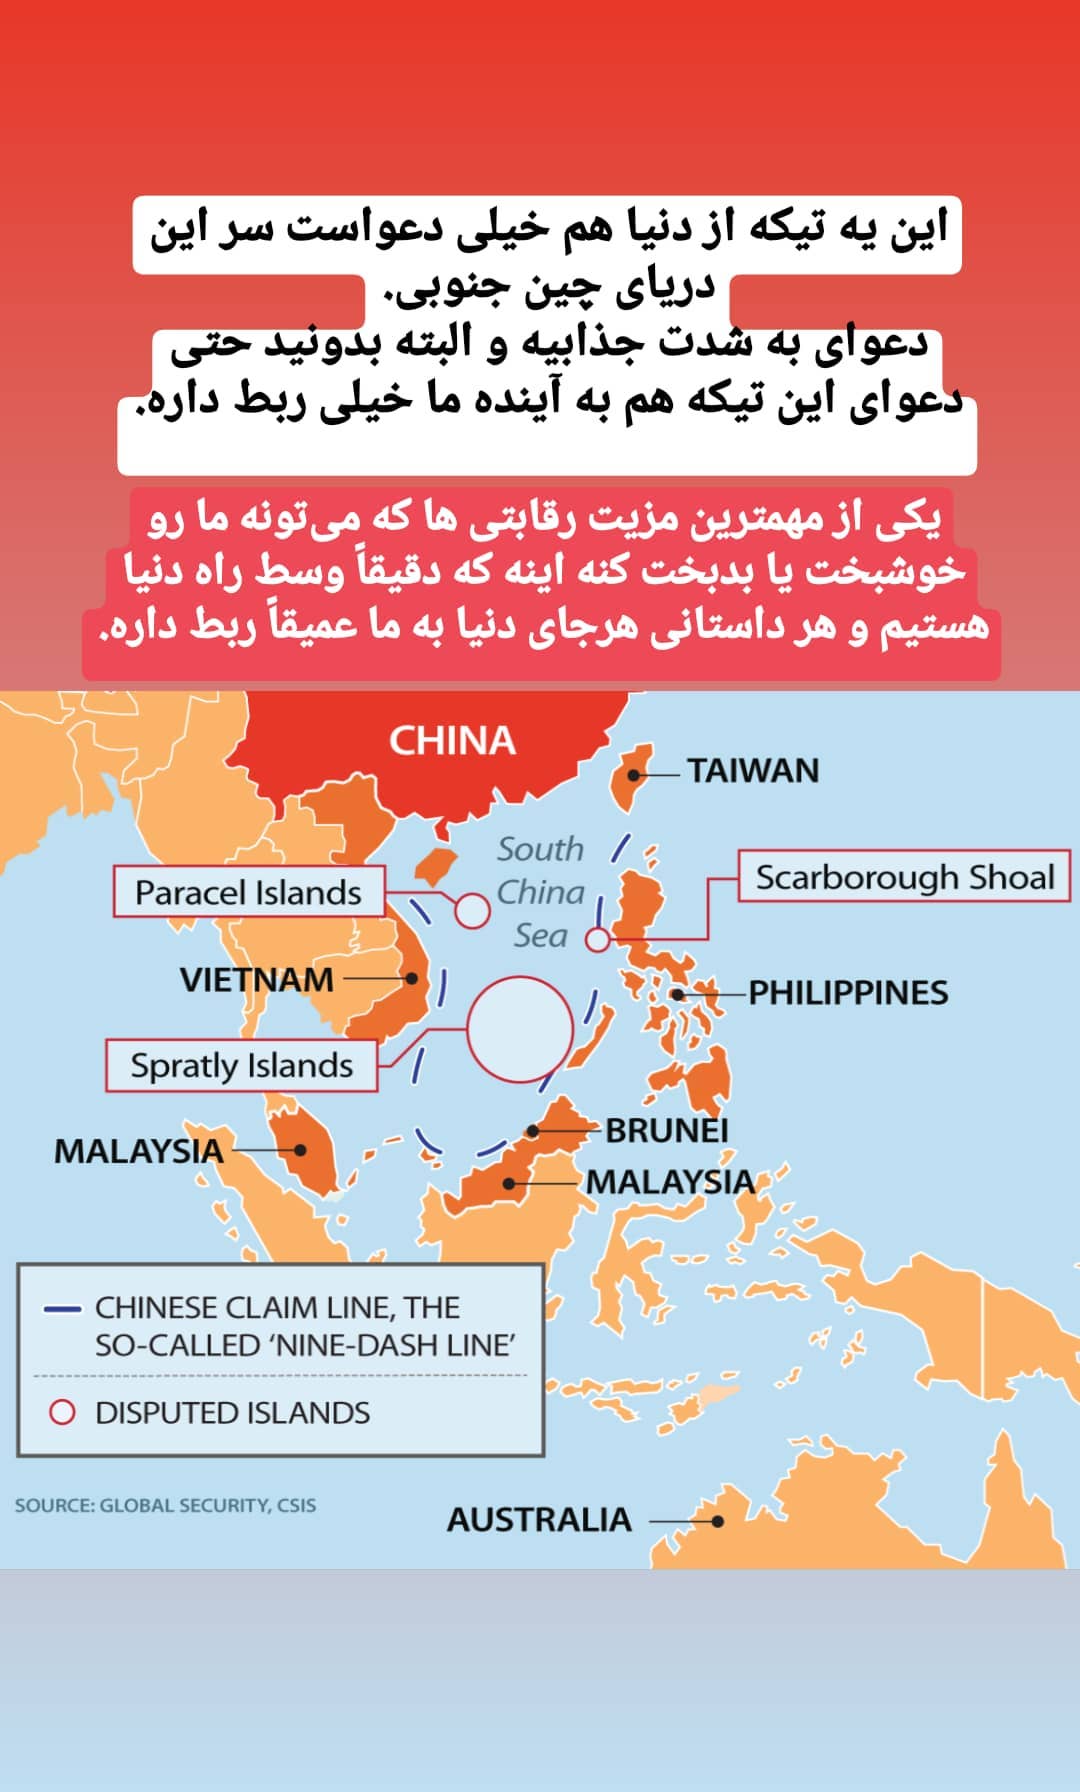 این یه تیکه از دنیا هم خیلی دعواست سر این
دریای چین جنوبی.
دعوای به شدت جذابیه و البته بدونید حتی
دعوای این تیکه هم به آینده ما خیلی ربط داره.
یکی از مهمترین مزیت رقابتی ها که می‌تونه ما رو
خوشبخت یا بدبخت کنه اینه که دقیقاً وسط راه دنیا
هستیم و هر داستانی هرجای دنیا به ما عمیقاً ربط داره.
CHINA
TAIWAN
South
China
Sea
Scarborough Shoal
Paracel Islands
VIETNAM
PHILIPPINES
Spratly Islands
BRUNEI
MALAYSIA
MALAYSIA
CHINESE CLAIM LINE, THE
SO-CALLED ‘NINE-DASH LINE’
DISPUTED ISLANDS
SOURCE: GLOBAL SECURITY, CSIS
AUSTRALIA